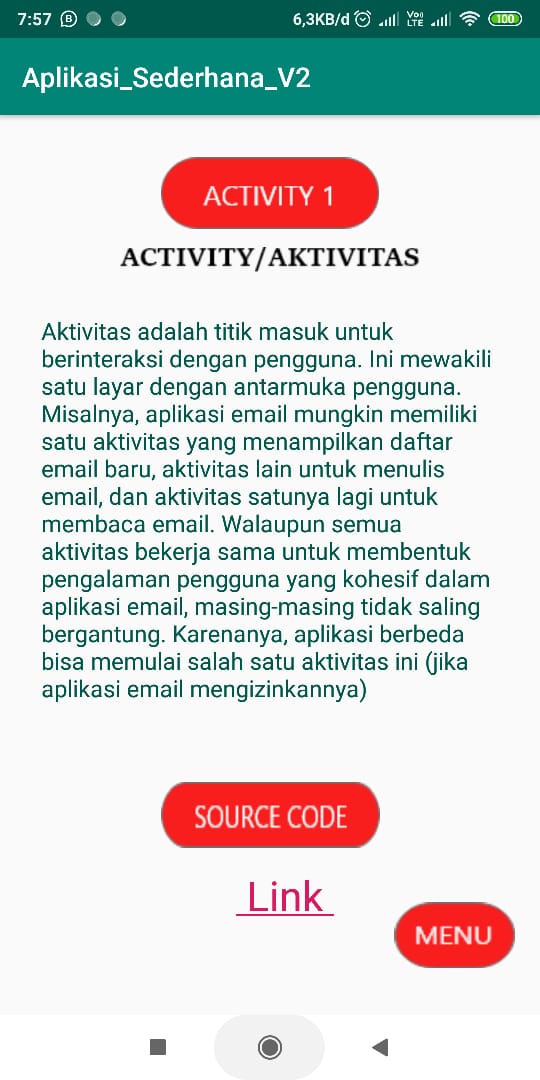 7:57 6,3KB/d Vo LTE 100
Aplikasi_Sederhana_V2
ACTIVITY 1
ACTIVITY/AKTIVITAS
Aktivitas adalah titik masuk untuk
berinteraksi dengan pengguna. Ini mewakili
satu layar dengan antarmuka pengguna.
Misalnya, aplikasi email mungkin memiliki
satu aktivitas yang menampilkan daftar
email baru, aktivitas lain untuk menulis
email, dan aktivitas satunya lagi untuk
membaca email. Walaupun semua
aktivitas bekerja sama untuk membentuk
pengalaman pengguna yang kohesif dalam
aplikasi email, masing-masing tidak saling
bergantung. Karenanya, aplikasi berbeda
bisa memulai salah satu aktivitas ini (jika
aplikasi email mengizinkannya)
SOURCE CODE
Link
MENU